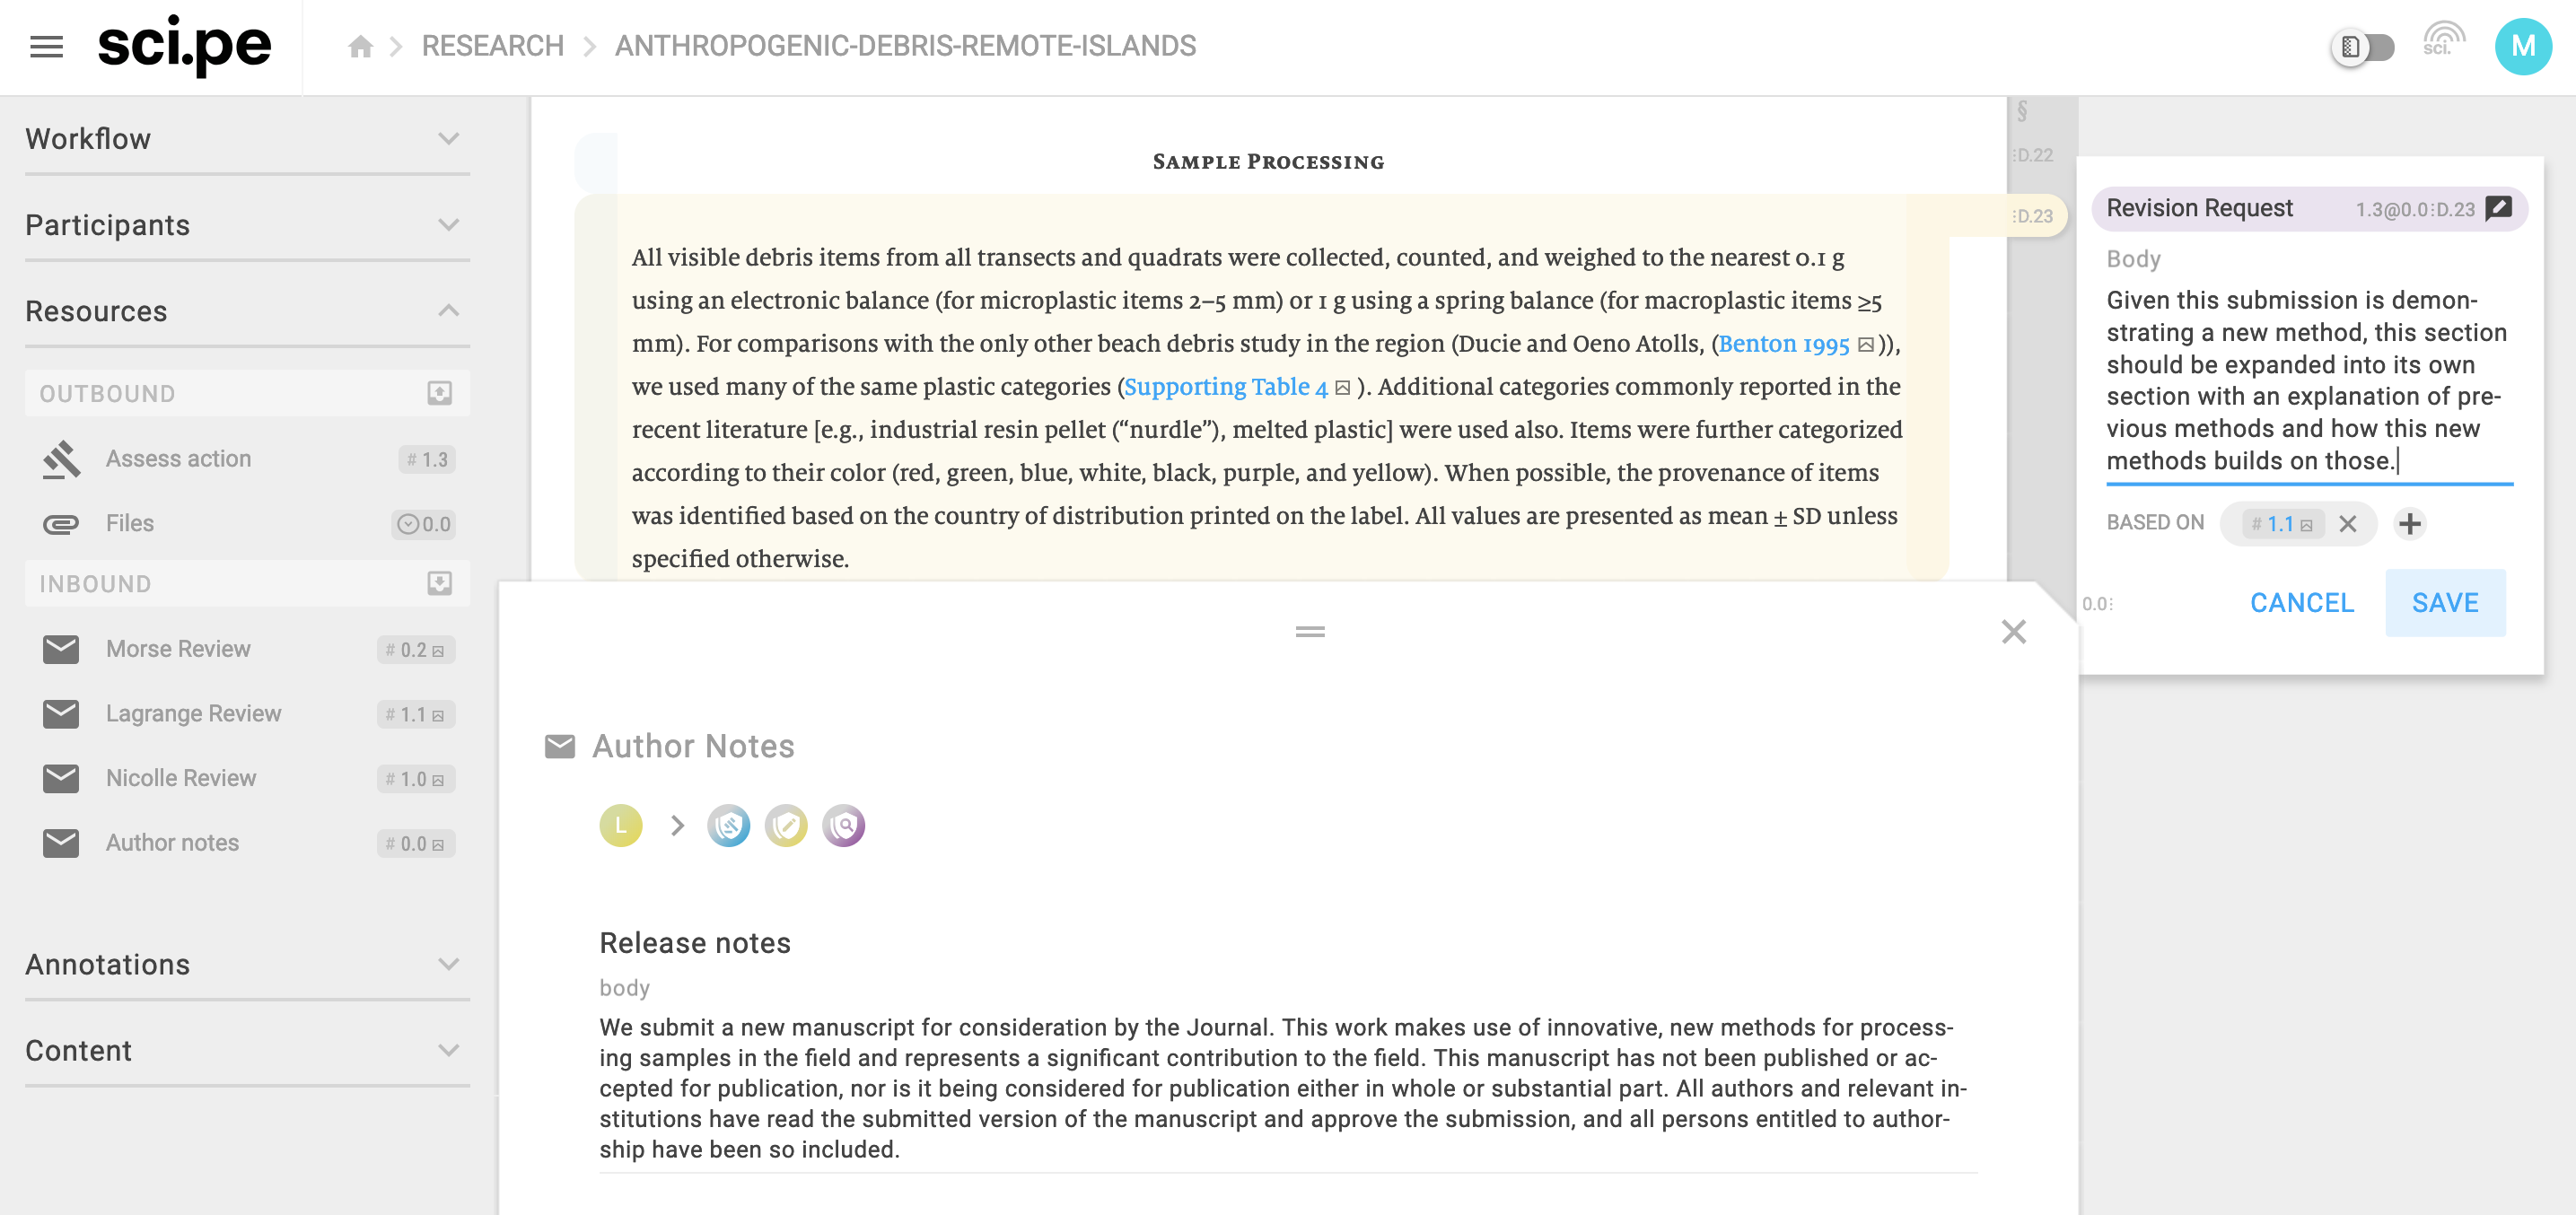 sci.pe
RESEARCH
ANTHROPOGENIC-DEBRIS-REMOTE-ISLANDS
sci.
M
Workflow
Participants
Resources
OUTBOUND
Assess action
# 1.3
Files
0.0
INBOUND
Morse Review
# 0.2
Lagrange Review
# 1.1
Nicolle Review
# 1.0
Author notes
# 0.0
Annotations
Content
SAMPLE PROCESSING
All visible debris items from all transects and quadrats were collected, counted, and weighed to the nearest 0.1 g
using an electronic balance (for microplastic items 2–5 mm) or 1 g using a spring balance (for macroplastic items ≥5
mm). For comparisons with the only other beach debris study in the region (Ducie and Oeno Atolls, (Benton 1995 )),
we used many of the same plastic categories (Supporting Table 4 ). Additional categories commonly reported in the
recent literature [e.g., industrial resin pellet (“nurdle”), melted plastic] were used also. Items were further categorized
according to their color (red, green, blue, white, black, purple, and yellow). When possible, the provenance of items
was identified based on the country of distribution printed on the label. All values are presented as mean ± SD unless
specified otherwise.
§
⁝D.22
⁝D.23
Revision Request
1.3@0.0⁝D.23
Body
Given this submission is demon-
strating a new method, this section
should be expanded into its own
section with an explanation of pre-
vious methods and how this new
methods builds on those.
BASED ON
# 1.1
0.0⁝
CANCEL
SAVE
Author Notes
L
Release notes
body
We submit a new manuscript for consideration by the Journal. This work makes use of innovative, new methods for process-
ing samples in the field and represents a significant contribution to the field. This manuscript has not been published or ac-
cepted for publication, nor is it being considered for publication either in whole or substantial part. All authors and relevant in-
stitutions have read the submitted version of the manuscript and approve the submission, and all persons entitled to author-
ship have been so included.